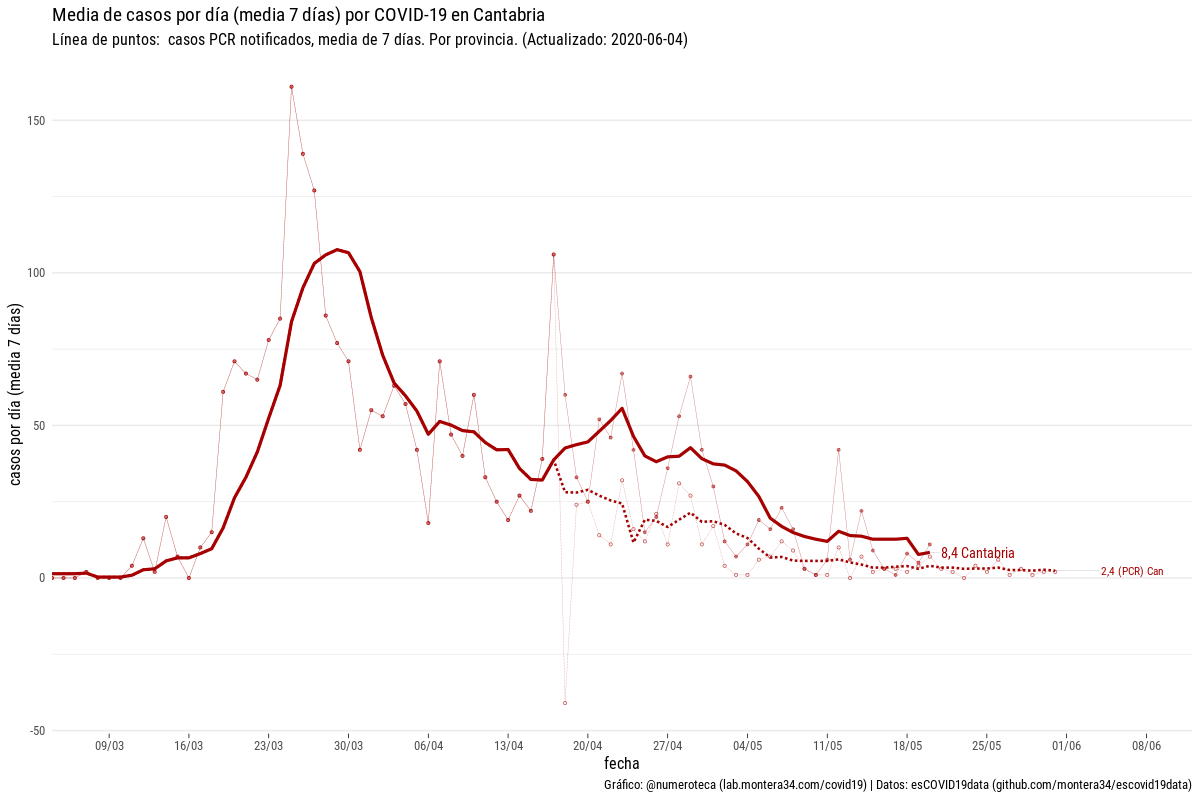 Media de casos por día (media 7 días) por COVID-19 en Cantabria
Línea de puntos:  casos PCR notificados, media de 7 días. Por provincia. (Actualizado: 2020-06-04)
casos por día (media 7 días)
150
100
50
0
-50
8,4 Cantabria
2,4 (PCR) Can
09/03 16/03 23/03 30/03 06/04 13/04 20/04 27/04 04/05 11/05 18/05 25/05 01/06 08/06
fecha
Gráfico: @numeroteca (lab.montera34.com/covid19) | Datos: esCOVID19data (github.com/montera34/escovid19data)